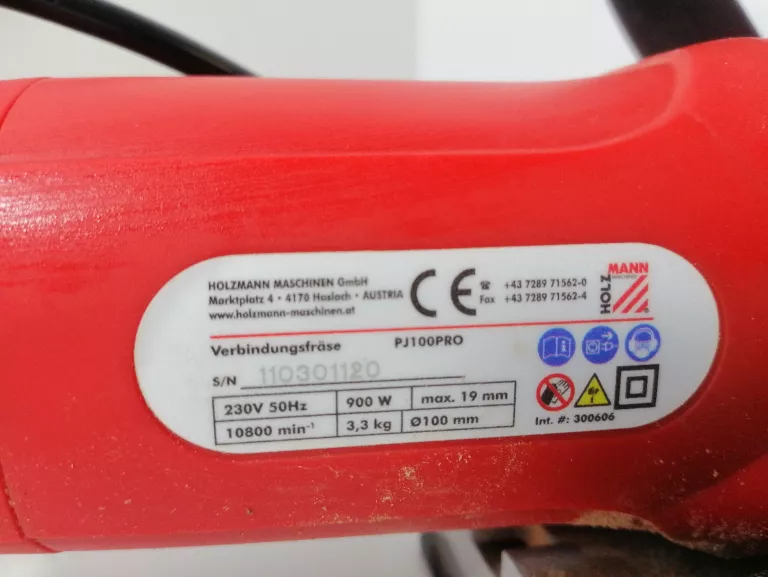 HOLZMANN MASCHINEN GmbH
Marktplatz 4 • 4170 Haslach • AUSTRIA
www.holzmann-maschinen.at
CE
+43 7289 71562-0
Fax +43 7289 71562-4
HOLZ
MANN
MASCHINEN
Verbindungsfräse PJ100PRO
S/N 110301120
230V 50Hz 900 W max. 19 mm
10800 min⁻¹ 3,3 kg Ø100 mm
Int. #: 300606